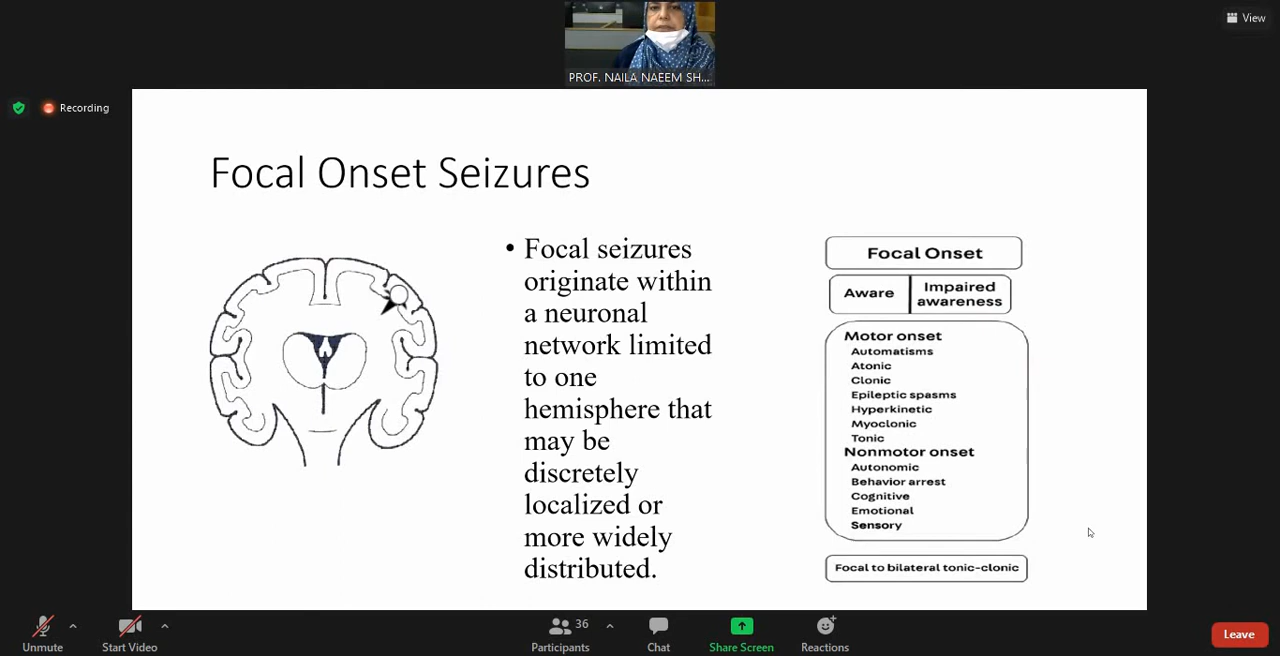 View
PROF. NAILA NAEEM SH...
Recording
Focal Onset Seizures
• Focal seizures
originate within
a neuronal
network limited
to one
hemisphere that
may be
discretely
localized or
more widely
distributed.
Focal Onset
Aware
Impaired
awareness
Motor onset
Automatisms
Atonic
Clonic
Epileptic spasms
Hyperkinetic
Myoclonic
Tonic
Nonmotor onset
Autonomic
Behavior arrest
Cognitive
Emotional
Sensory
Focal to bilateral tonic-clonic
Unmute
Start Video
36
Participants
Chat
Share Screen
Reactions
Leave